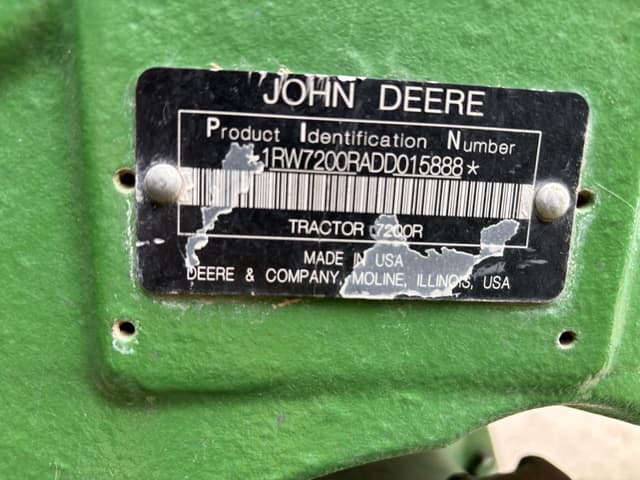 JOHN DEERE
Product Identification Number
*1RW7200RADD015888*
TRACTOR 7200R
MADE IN USA
DEERE & COMPANY, MOLINE, ILLINOIS, USA